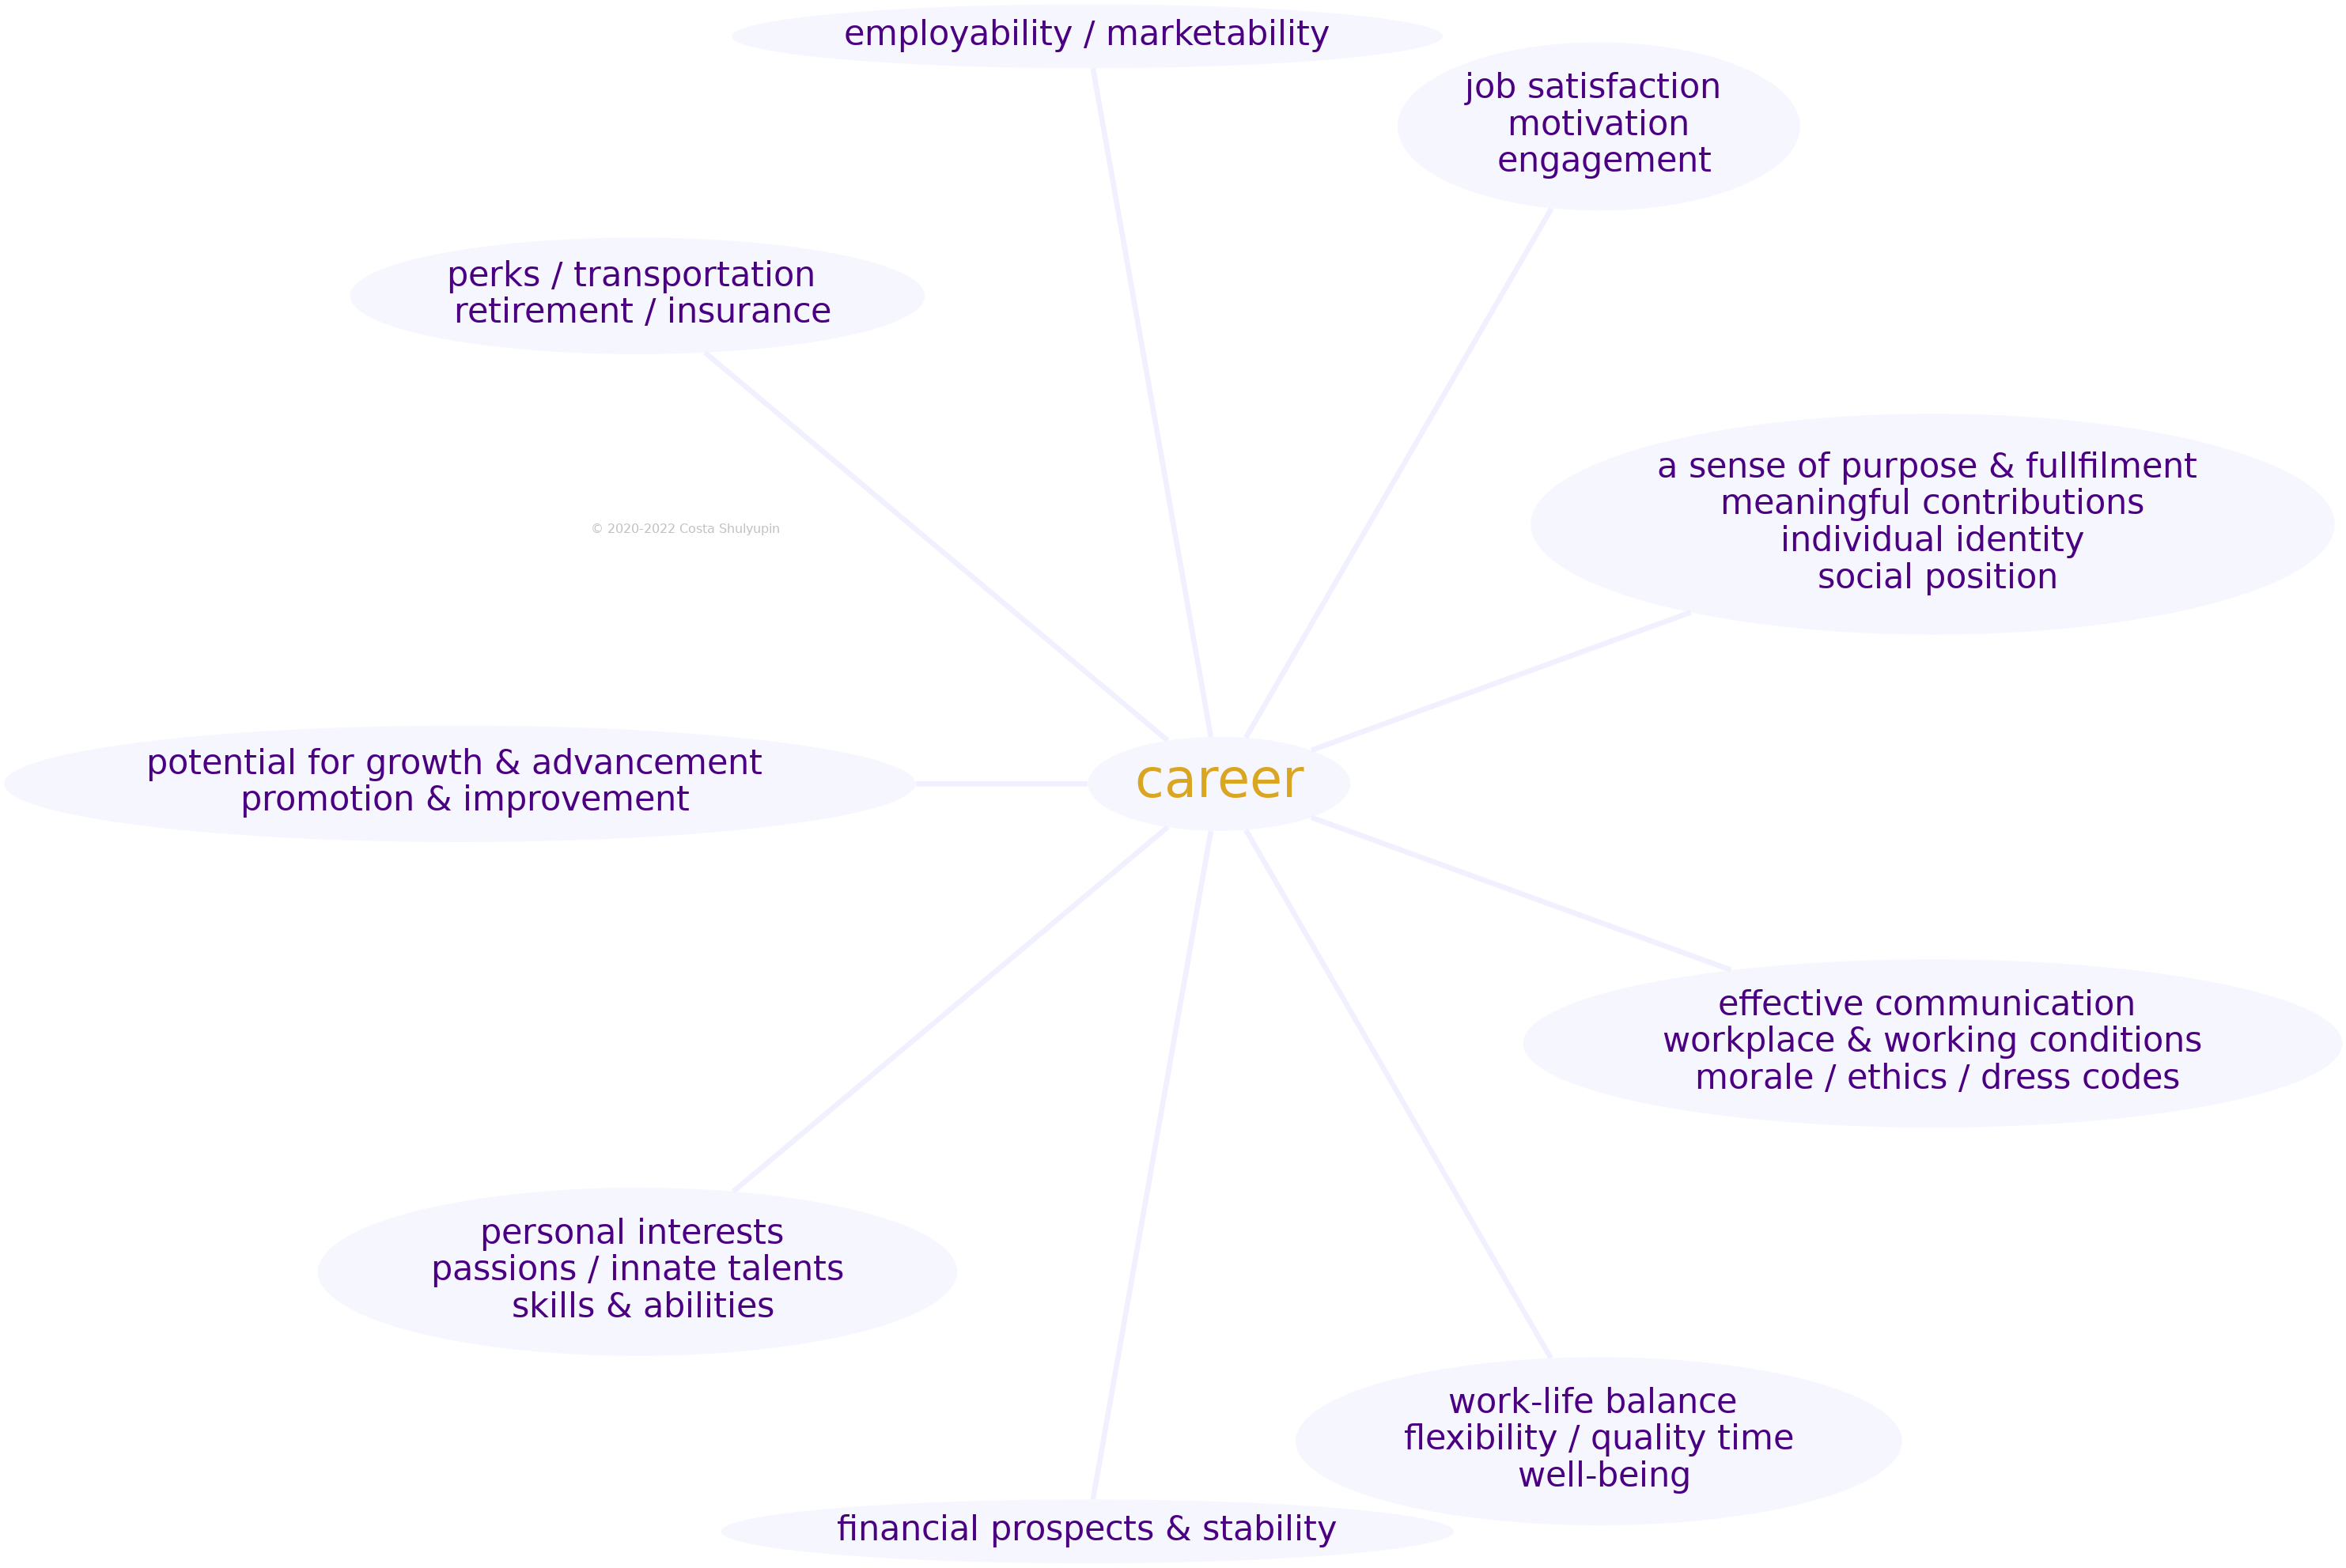 employability / marketability
job satisfaction
motivation
engagement
perks / transportation
retirement / insurance
a sense of purpose & fullfilment
meaningful contributions
individual identity
social position
© 2020-2022 Costa Shulyupin
potential for growth & advancement
promotion & improvement
career
effective communication
workplace & working conditions
morale / ethics / dress codes
personal interests
passions / innate talents
skills & abilities
work-life balance
flexibility / quality time
well-being
financial prospects & stability